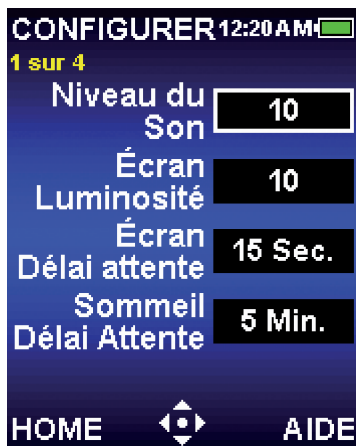 CONFIGURER 12:20 AM
1 sur 4
Niveau du
Son
10
Écran
Luminosité
10
Écran
Délai attente
15 Sec.
Sommeil
Délai Attente
5 Min.
HOME AIDE